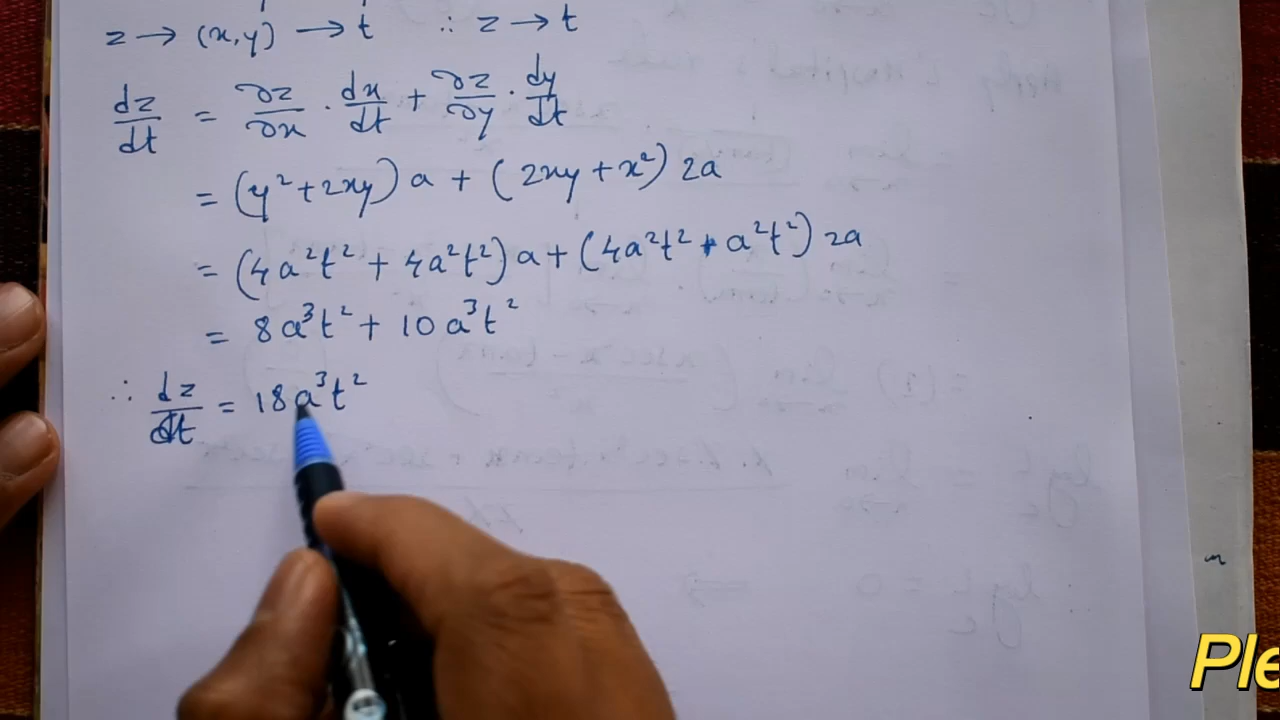 z → (x,y) → t ∴ z → t
dz/dt = ∂z/∂x · dx/dt + ∂z/∂y · dy/dt
= (y² + 2xy) a + (2xy + x²) 2a
= (4a²t² + 4a²t²) a + (4a²t² + a²t²) 2a
= 8a³t² + 10a³t²
∴ dz/dt = 18a³t²
Ple